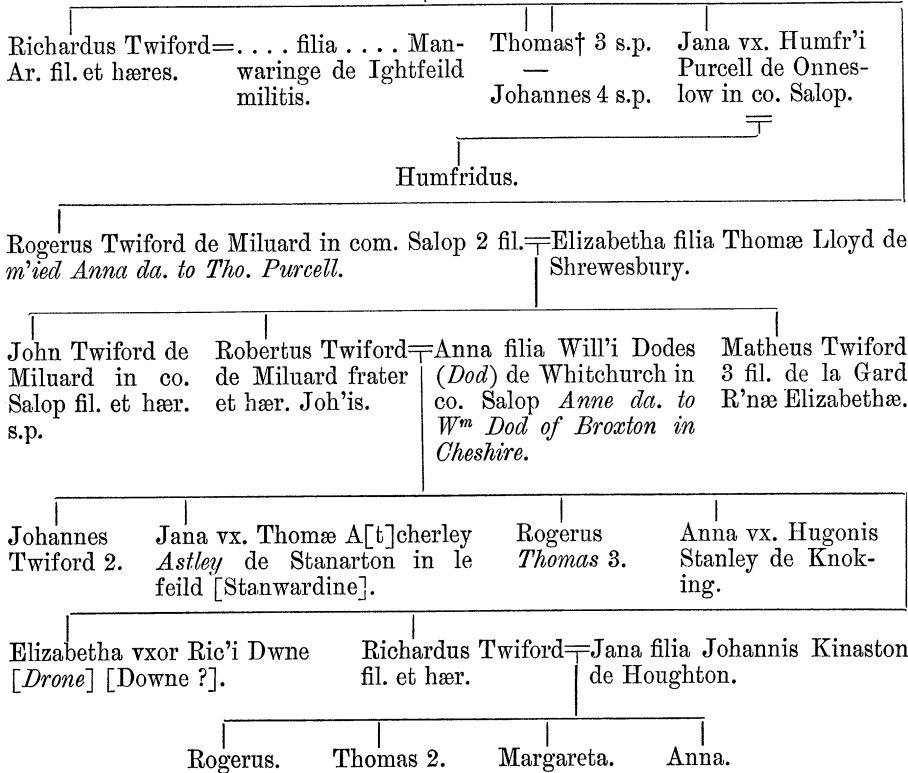 Richardus Twiford=. . . . filia . . . . Man-
Ar. fil. et hæres.
waringe de Ightfeild
militis.
Thomas† 3 s.p.
—
Johannes 4 s.p.
Jana vx. Humfr'i
Purcell de Onnes-
low in co. Salop.
Humfridus.
Rogerus Twiford de Miluard in com. Salop 2 fil.=Elizabetha filia Thomæ Lloyd de
m'ied Anna da. to Tho. Purcell.
Shrewesbury.
John Twiford de
Miluard in co.
Salop fil. et hær.
s.p.
Robertus Twiford=
de Miluard frater
et hær. Joh'is.
Anna filia Will'i Dodes
(Dod) de Whitchurch in
co. Salop Anne da. to
Wᵐ Dod of Broxton in
Cheshire.
Matheus Twiford
3 fil. de la Gard
R'næ Elizabethæ.
Johannes
Twiford 2.
Jana vx. Thomæ A[t]cherley
Astley de Stanarton in le
feild [Stanwardine].
Rogerus
Thomas 3.
Anna vx. Hugonis
Stanley de Knok-
ing.
Elizabetha vxor Ric'i Dwne
[Drone] [Downe ?].
Richardus Twiford=
fil. et hær.
Jana filia Johannis Kinaston
de Houghton.
Rogerus. Thomas 2. Margareta. Anna.